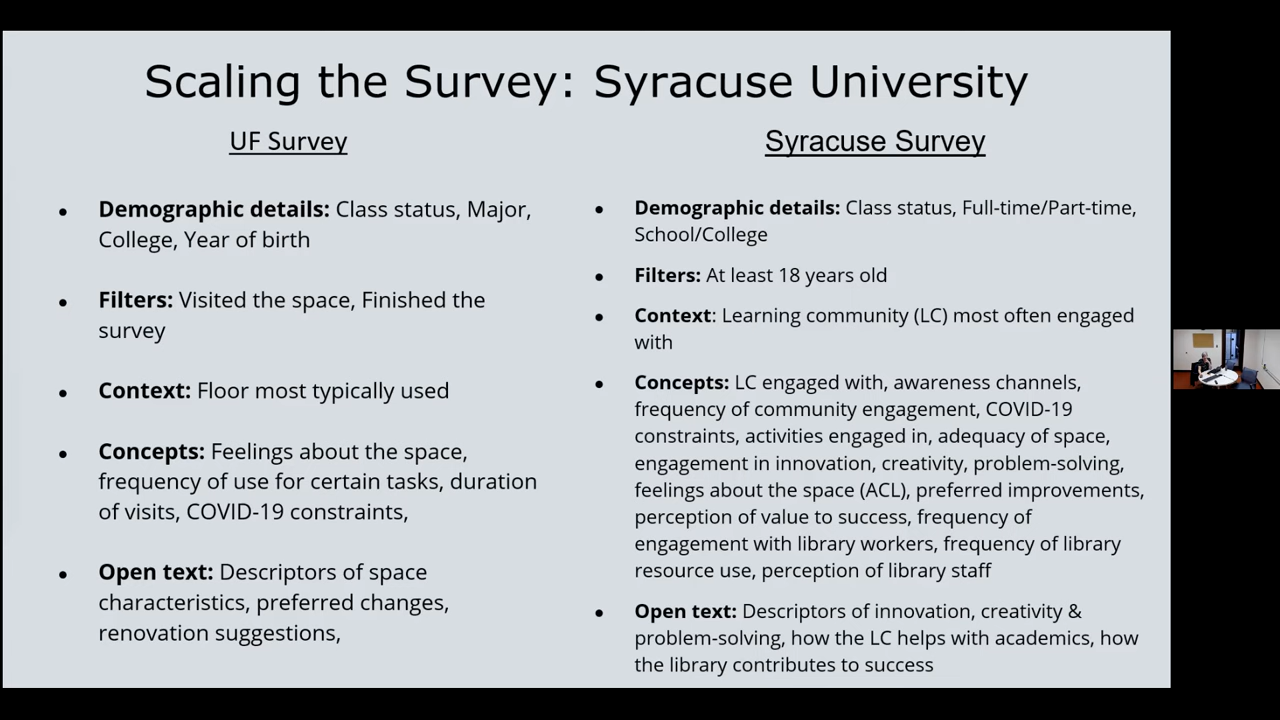 Scaling the Survey: Syracuse University
UF Survey
• Demographic details: Class status, Major,
College, Year of birth
• Filters: Visited the space, Finished the
survey
• Context: Floor most typically used
• Concepts: Feelings about the space,
frequency of use for certain tasks, duration
of visits, COVID-19 constraints,
• Open text: Descriptors of space
characteristics, preferred changes,
renovation suggestions,
Syracuse Survey
• Demographic details: Class status, Full-time/Part-time,
School/College
• Filters: At least 18 years old
• Context: Learning community (LC) most often engaged
with
• Concepts: LC engaged with, awareness channels,
frequency of community engagement, COVID-19
constraints, activities engaged in, adequacy of space,
engagement in innovation, creativity, problem-solving,
feelings about the space (ACL), preferred improvements,
perception of value to success, frequency of
engagement with library workers, frequency of library
resource use, perception of library staff
• Open text: Descriptors of innovation, creativity &
problem-solving, how the LC helps with academics, how
the library contributes to success